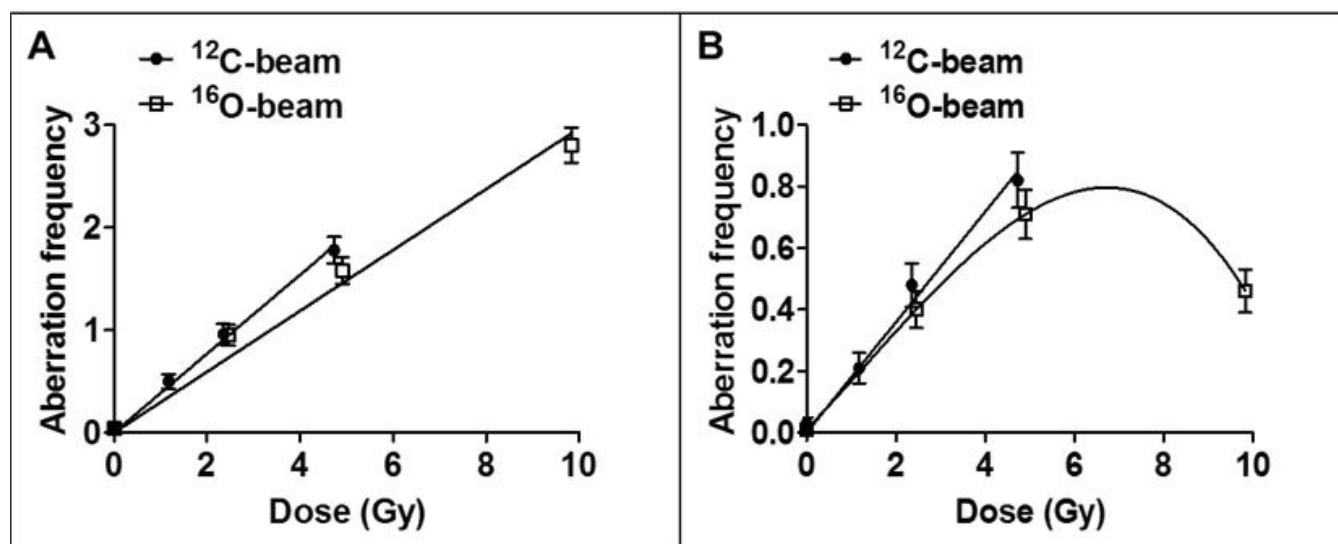 A
¹²C-beam
¹⁶O-beam
Aberration frequency
3
2
1
0
0 2 4 6 8 10
Dose (Gy)
B
¹²C-beam
¹⁶O-beam
Aberration frequency
1.0
0.8
0.6
0.4
0.2
0.0
0 2 4 6 8 10
Dose (Gy)